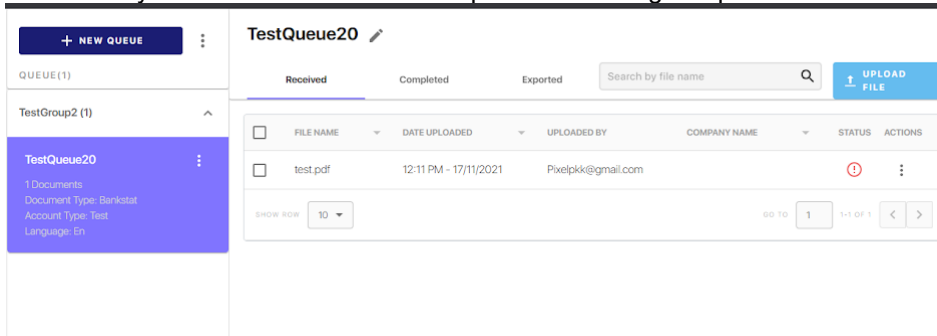 + NEW QUEUE
QUEUE(1)
TestGroup2 (1)
TestQueue20
1 Documents
Document Type: Bankstat
Account Type: Test
Language: En
TestQueue20
Received Completed Exported Search by file name UPLOAD FILE
FILE NAME DATE UPLOADED UPLOADED BY COMPANY NAME STATUS ACTIONS
test.pdf 12:11 PM - 17/11/2021 Pixelpkk@gmail.com
SHOW ROW 10 GO TO 1 1-1 OF 1